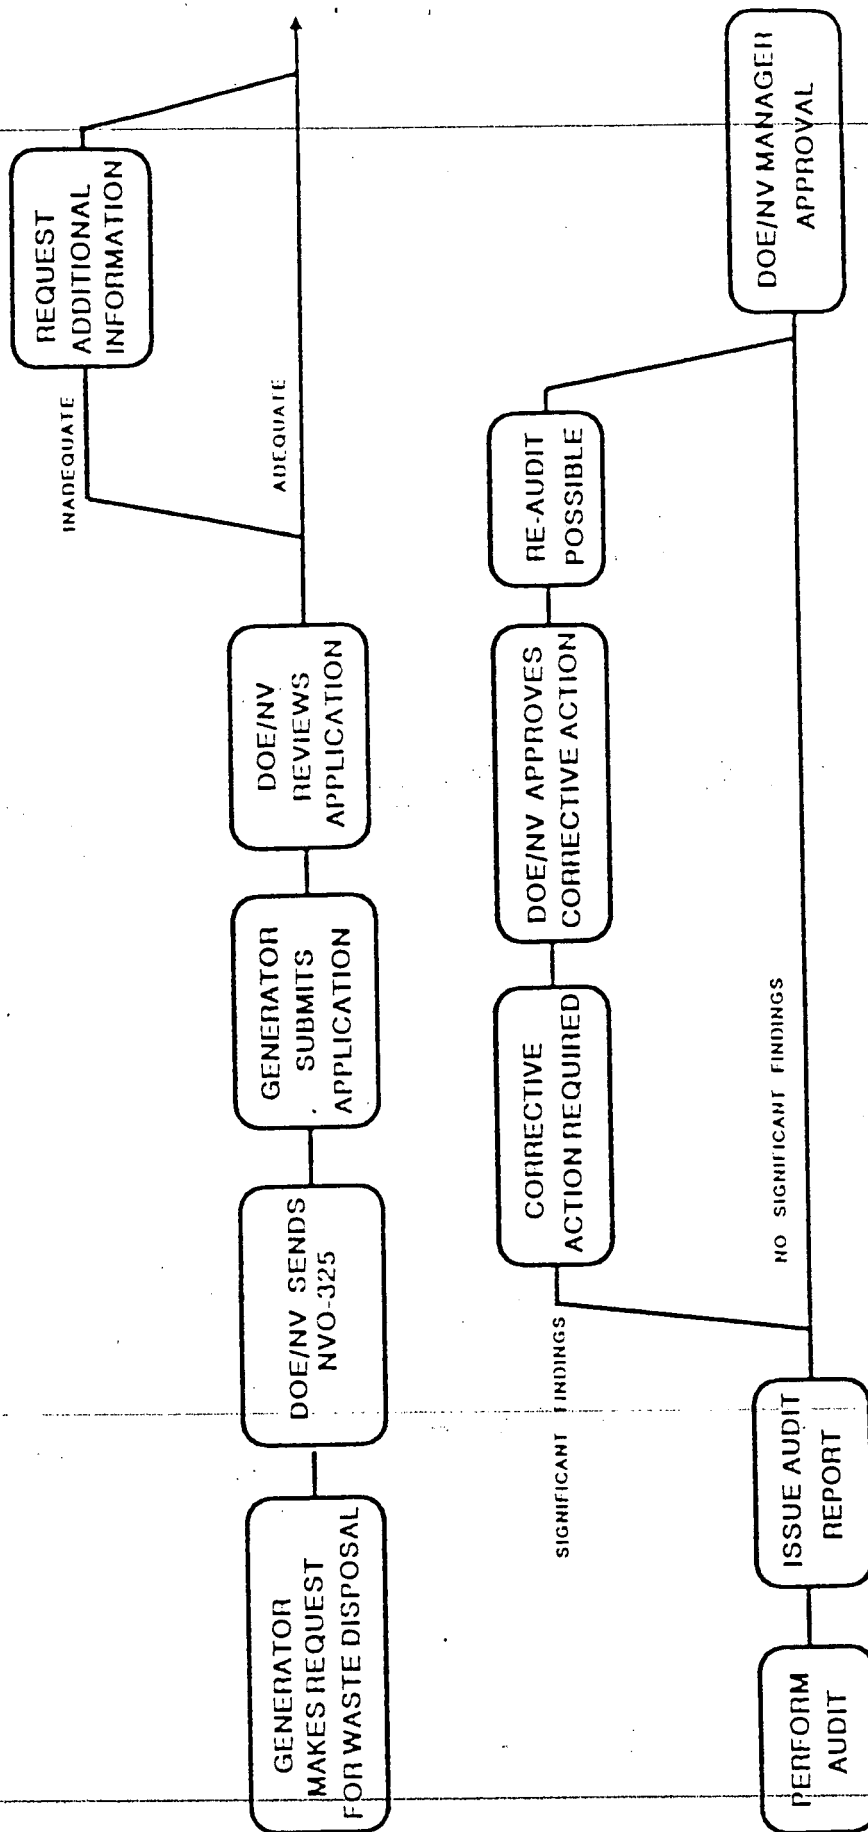 GENERATOR
MAKES REQUEST
FOR WASTE DISPOSAL
DOE/NV SENDS
NVO-325
GENERATOR
SUBMITS
APPLICATION
DOE/NV
REVIEWS
APPLICATION
INADEQUATE
REQUEST
ADDITIONAL
INFORMATION
ADEQUATE
PERFORM
AUDIT
ISSUE AUDIT
REPORT
SIGNIFICANT FINDINGS
CORRECTIVE
ACTION REQUIRED
DOE/NV APPROVES
CORRECTIVE ACTION
RE-AUDIT
POSSIBLE
NO SIGNIFICANT FINDINGS
DOE/NV MANAGER
APPROVAL